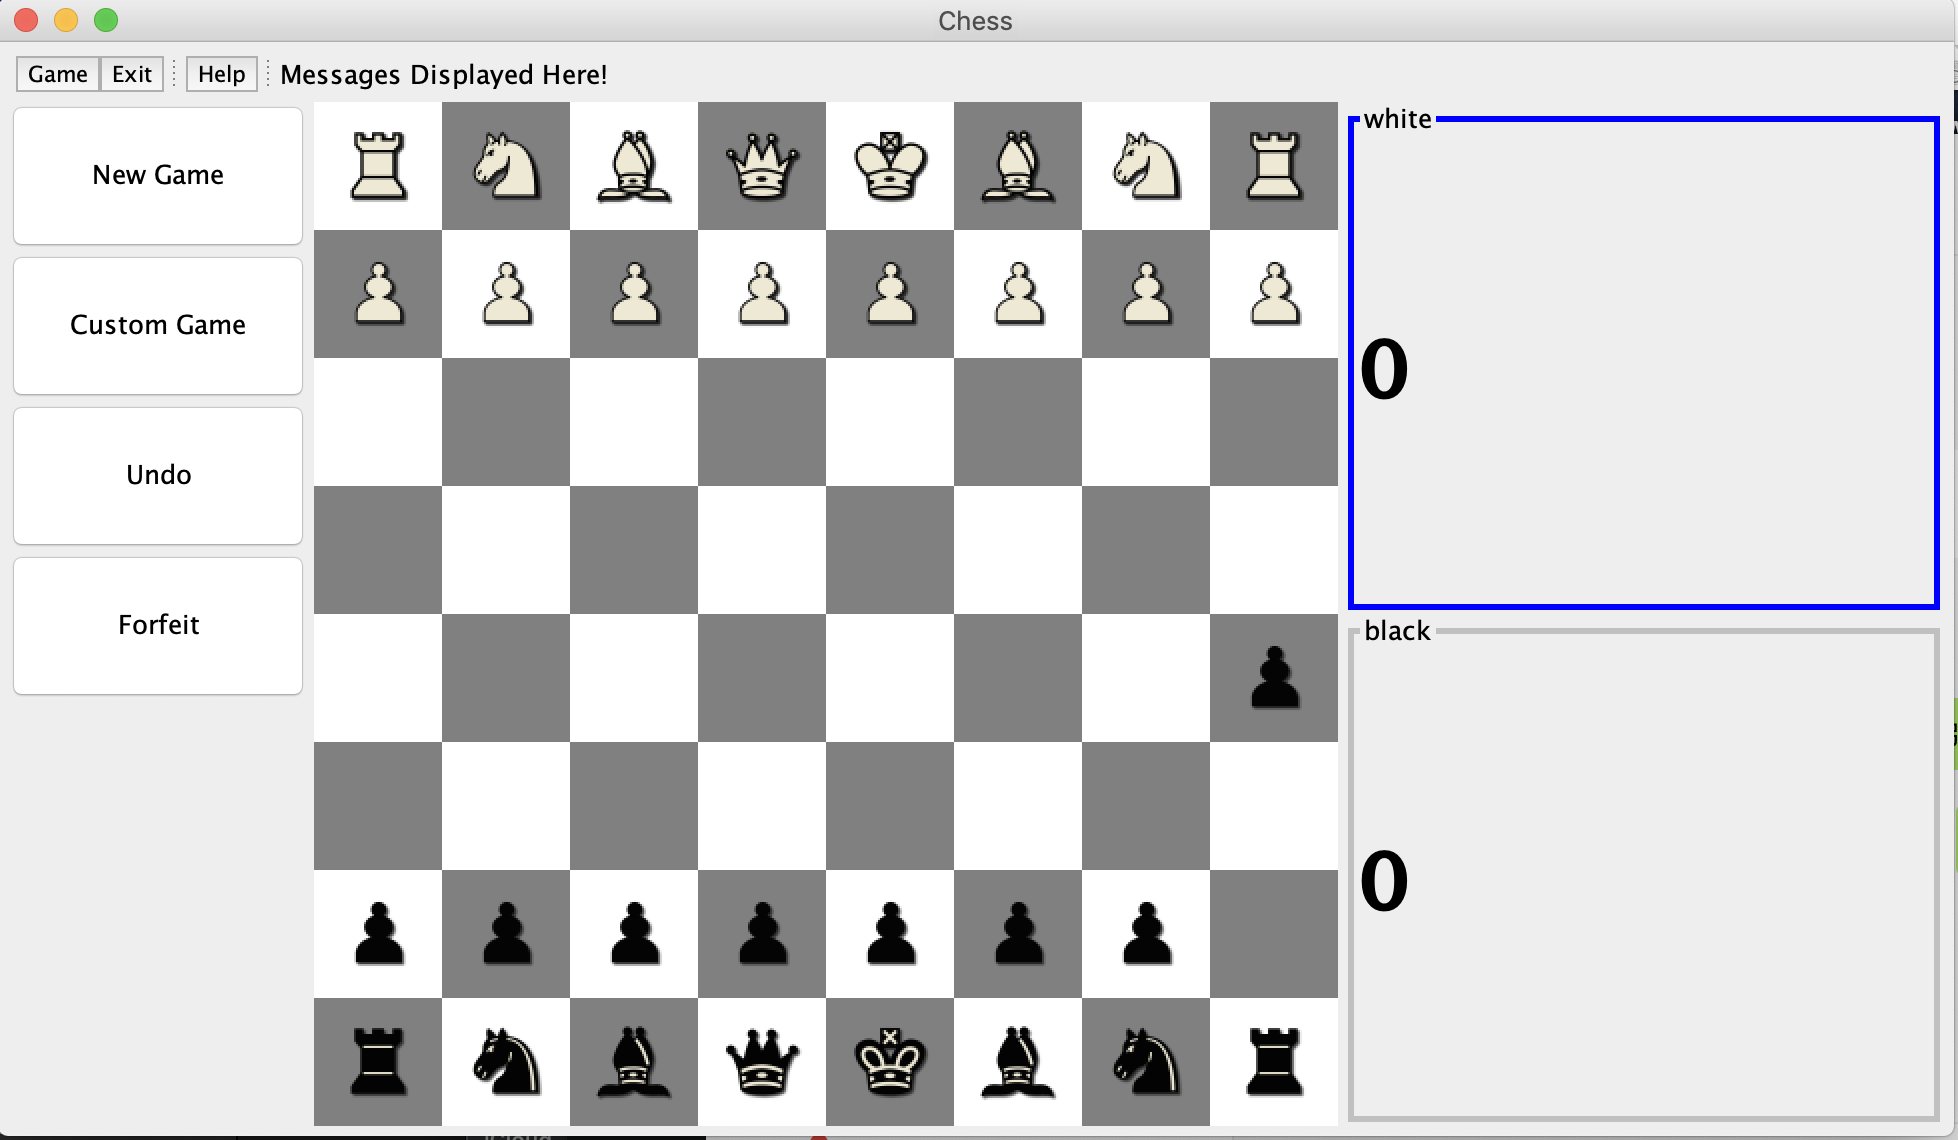 Chess
Game Exit Help Messages Displayed Here!
New Game
Custom Game
Undo
Forfeit
white
0
black
0